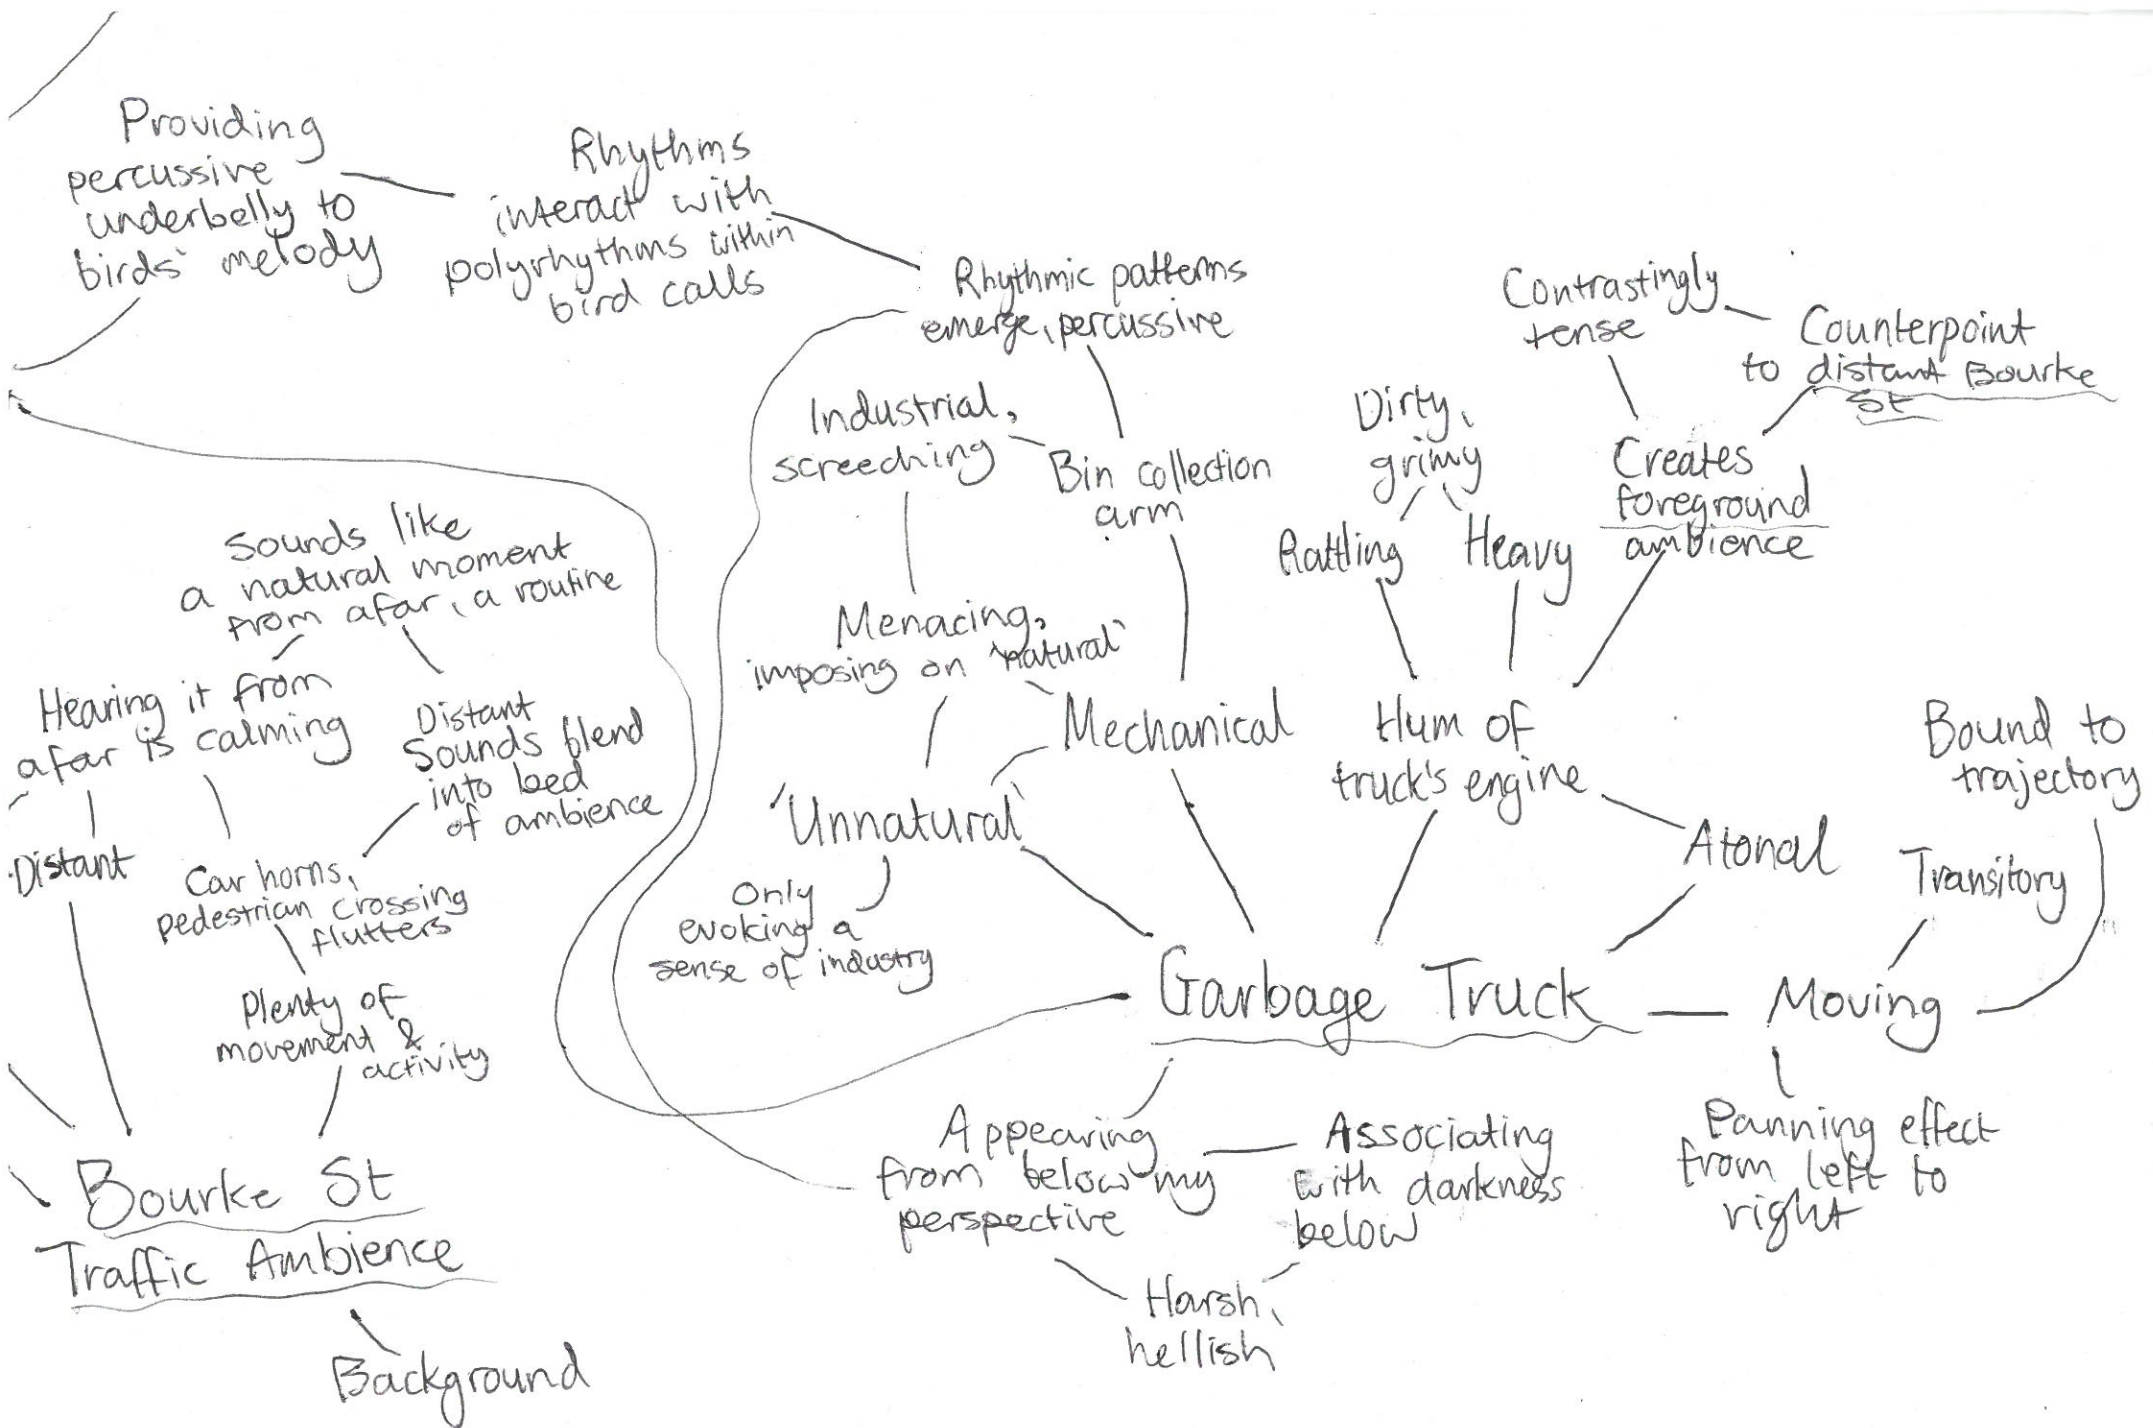 Providing
percussive
underbelly to
birds' melody
Rhythms
interact with
polyrhythms within
bird calls
Rhythmic patterns
emerge, percussive
Contrastingly
tense
Counterpoint
to distant Bourke
St
Industrial,
screeching
Bin collection
arm
Dirty,
grimy
Creates
foreground
ambience
Rattling
Heavy
Sounds like
a natural moment
from afar, a routine
Menacing,
imposing on 'natural'
Hearing it from
afar is calming
Distant
Sounds blend
into bed
of ambience
Mechanical
Hum of
truck's engine
Bound to
trajectory
'Unnatural'
Atonal
Transitory
Distant
Car horns,
pedestrian crossing
flutters
Only
evoking a
sense of industry
Plenty of
movement &
activity
Garbage Truck
Moving
Appearing
from below my
perspective
Associating
with darkness
below
Panning effect
from left to
right
Bourke St
Traffic Ambience
Harsh,
hellish
Background